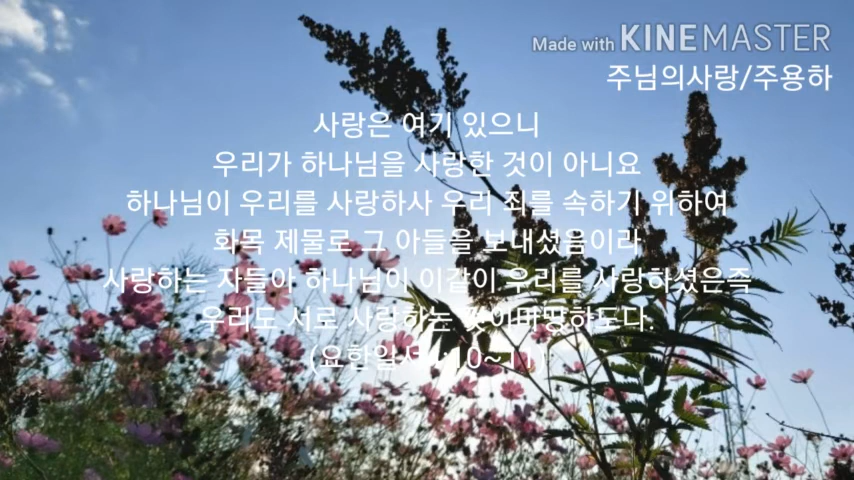 Made with KINEMASTER
주님의사랑/주용하
사랑은 여기 있으니
우리가 하나님을 사랑한 것이 아니요
하나님이 우리를 사랑하사 우리 죄를 속하기 위하여
화목 제물로 그 아들을 보내셨음이라
사랑하는 자들아 하나님이 이같이 우리를 사랑하셨은즉
우리도 서로 사랑하는 것이마땅하도다.
(요한일서